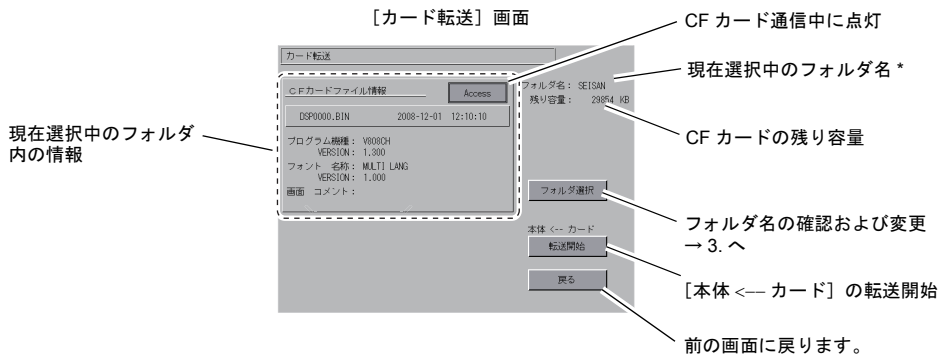 ［カード転送］画面
CF カード通信中に点灯
カード転送
現在選択中のフォルダ名 *
フォルダ名： SEISAN
残り容量： 29854 KB
CFカードファイル情報
Access
DSP0000.BIN 2008-12-01 12:10:10
CF カードの残り容量
現在選択中のフォルダ
内の情報
プログラム機種： V808CH
VERSION： 1.300
フォント 名称： MULTI LANG
VERSION： 1.000
画面 コメント：
フォルダ選択
フォルダ名の確認および変更
→ 3. へ
本体 <-- カード
転送開始
［本体 <–– カード］の転送開始
戻る
前の画面に戻ります。